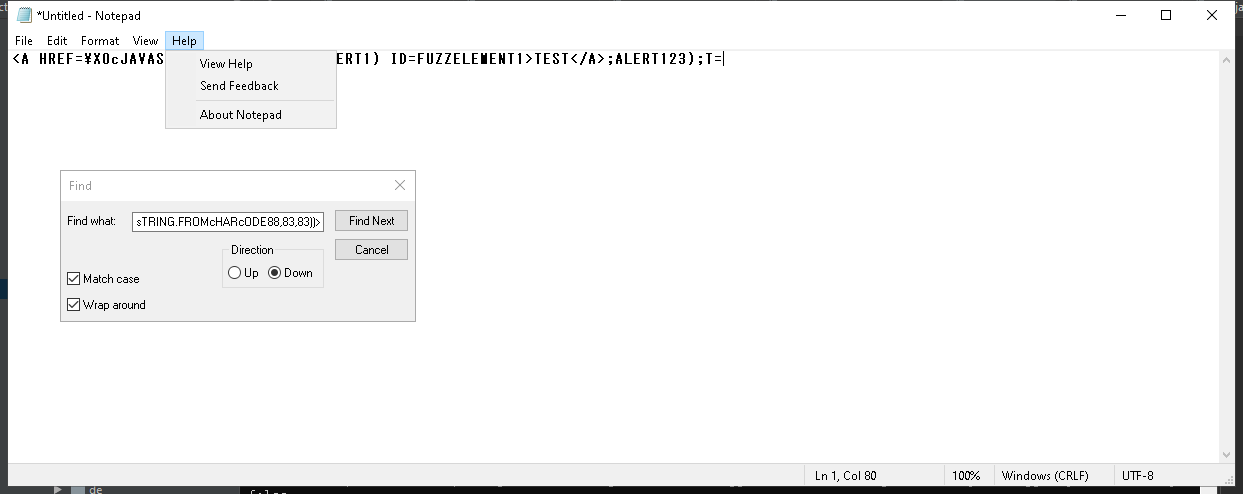 *Untitled - Notepad
File Edit Format View Help
<A HREF=¥X0cJAVAS ERT1) ID=FUZZELEMENT1>TEST</A>;ALERT123);T=
View Help
Send Feedback
About Notepad
Find
Find what: sTRING.FROMcHARcODE88,83,83))> Find Next
Direction Cancel
Up Down
Match case
Wrap around
Ln 1, Col 80 100% Windows (CRLF) UTF-8
de